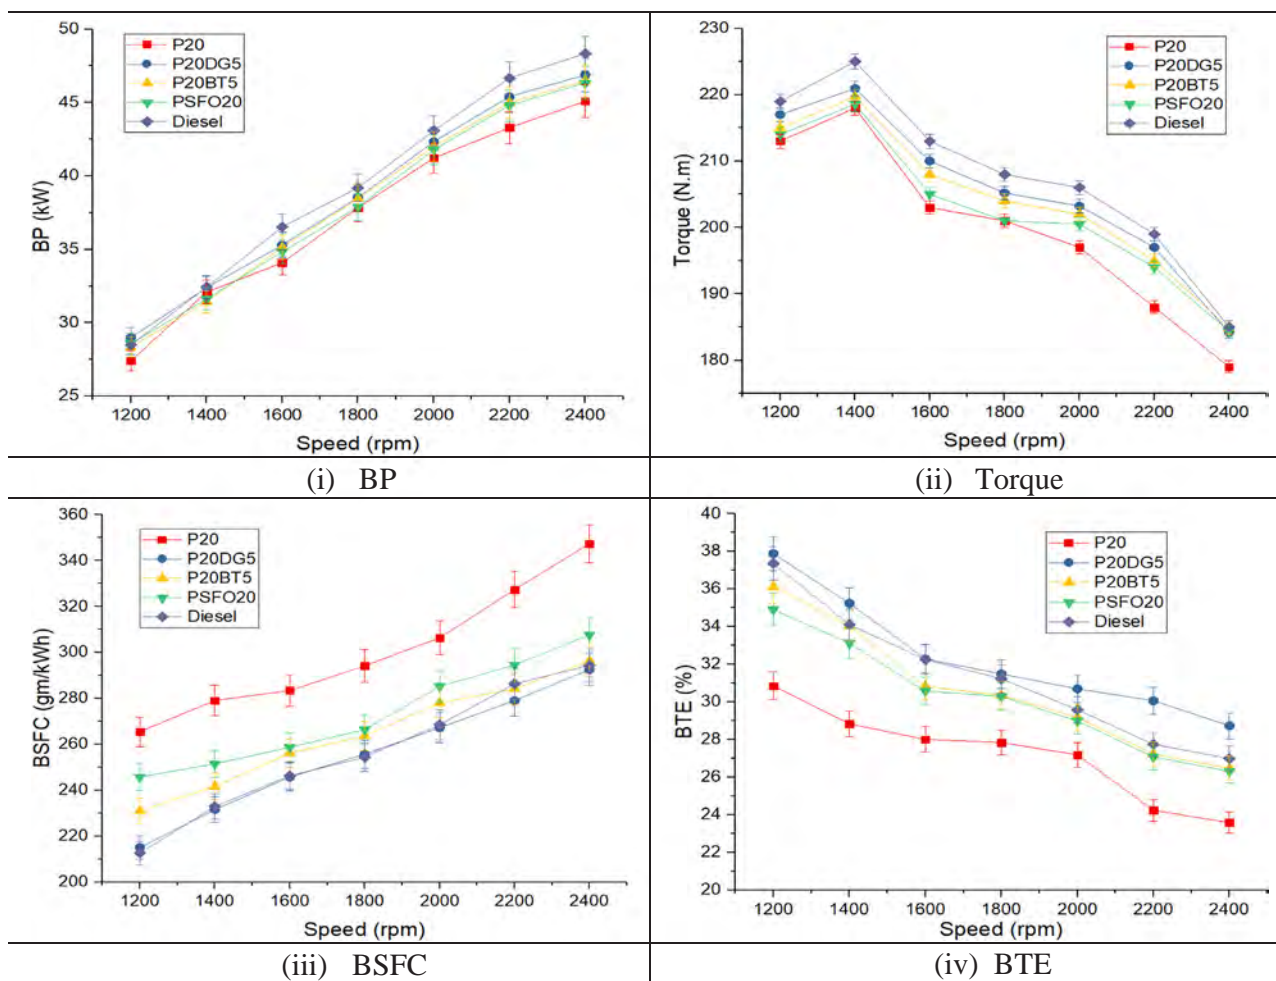 50
45
40
35
30
25
BP (kW)
P20
P20DG5
P20BT5
PSFO20
Diesel
1200 1400 1600 1800 2000 2200 2400
Speed (rpm)
230
220
210
200
190
180
Torque (N.m)
P20
P20DG5
P20BT5
PSFO20
Diesel
1200 1400 1600 1800 2000 2200 2400
Speed (rpm)
(i) BP
(ii) Torque
360
340
320
300
280
260
240
220
200
BSFC (gm/kWh)
P20
P20DG5
P20BT5
PSFO20
Diesel
1200 1400 1600 1800 2000 2200 2400
Speed (rpm)
40
38
36
34
32
30
28
26
24
22
20
BTE (%)
P20
P20DG5
P20BT5
PSFO20
Diesel
1200 1400 1600 1800 2000 2200 2400
Speed (rpm)
(iii) BSFC
(iv) BTE